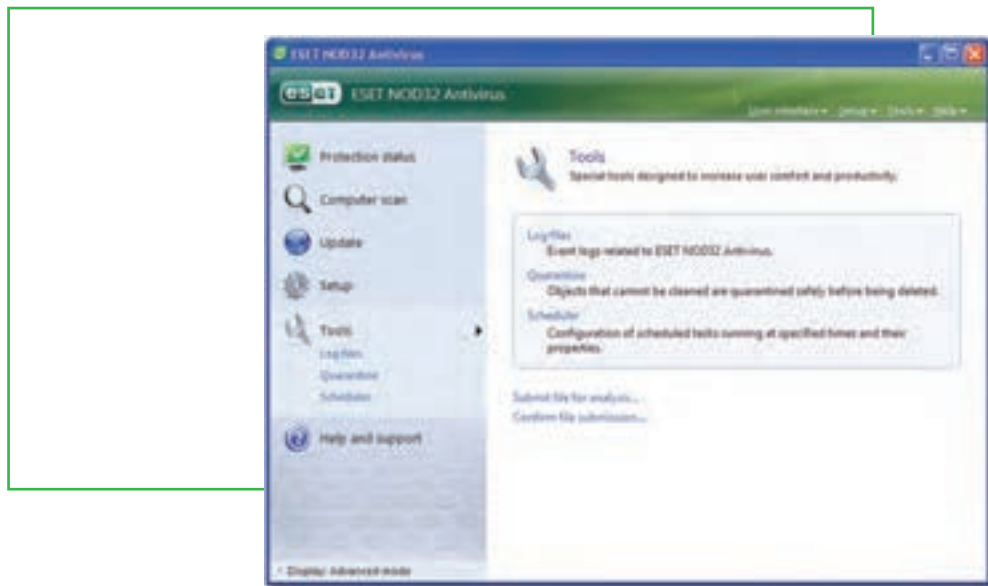 ESET NOD32 Antivirus
eseT ESET NOD32 Antivirus
User interface Setup Tools Help
Protection status
Computer scan
Update
Setup
Tools
Log files
Quarantine
Scheduler
Help and support
Display: Advanced mode
Tools
Special tools designed to increase user comfort and productivity.
Log files
Event logs related to ESET NOD32 Antivirus.
Quarantine
Objects that cannot be cleaned are quarantined safely before being deleted.
Scheduler
Configuration of scheduled tasks running at specified times and their
properties.
Submit file for analysis...
Confirm file submission...